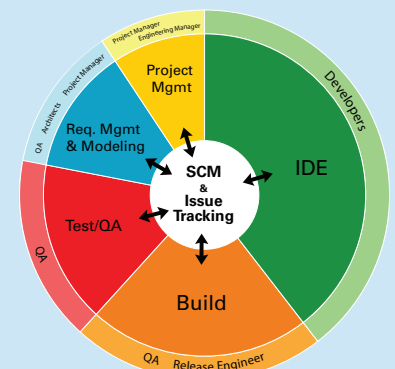 Project Manager
Engineering Manager
Project
Mgmt
Developers
IDE
QA Architects Project Manager
Req. Mgmt
& Modeling
SCM
&
Issue
Tracking
Test/QA
QA
Build
QA Release Engineer